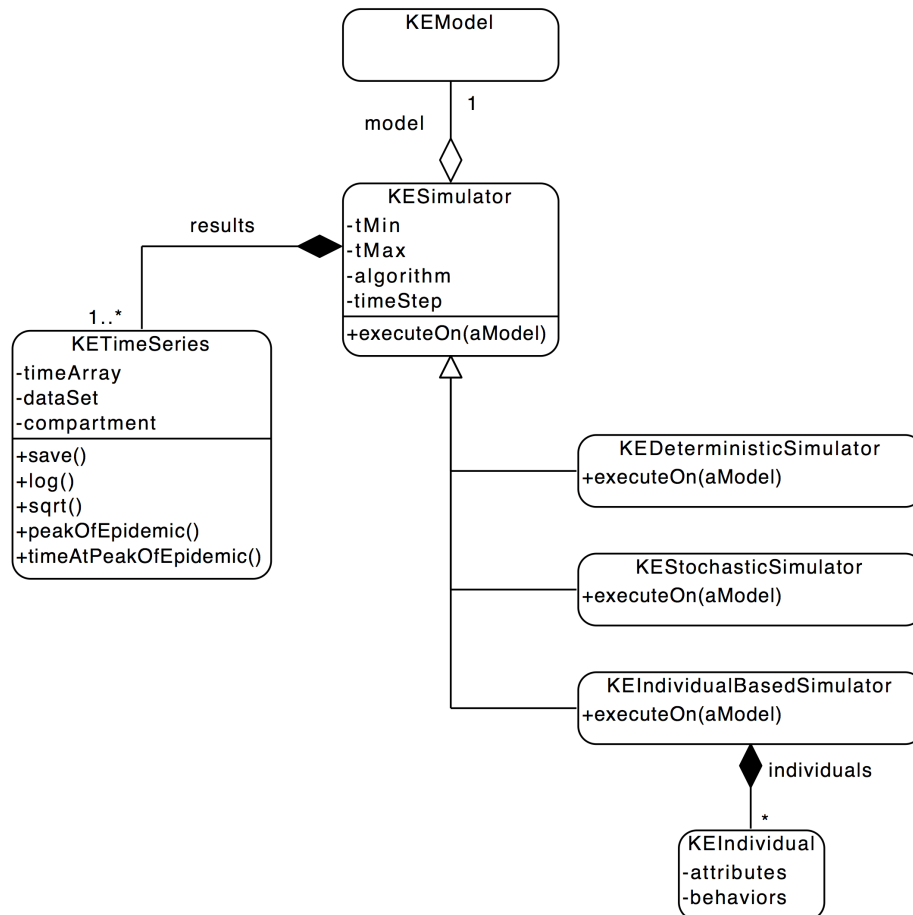 KEModel
1
model
KESimulator
-tMin
-tMax
-algorithm
-timeStep
+executeOn(aModel)
results
1..*
KETimeSeries
-timeArray
-dataSet
-compartment
+save()
+log()
+sqrt()
+peakOfEpidemic()
+timeAtPeakOfEpidemic()
KEDeterministicSimulator
+executeOn(aModel)
KEStochasticSimulator
+executeOn(aModel)
KEIndividualBasedSimulator
+executeOn(aModel)
individuals
*
KEIndividual
-attributes
-behaviors